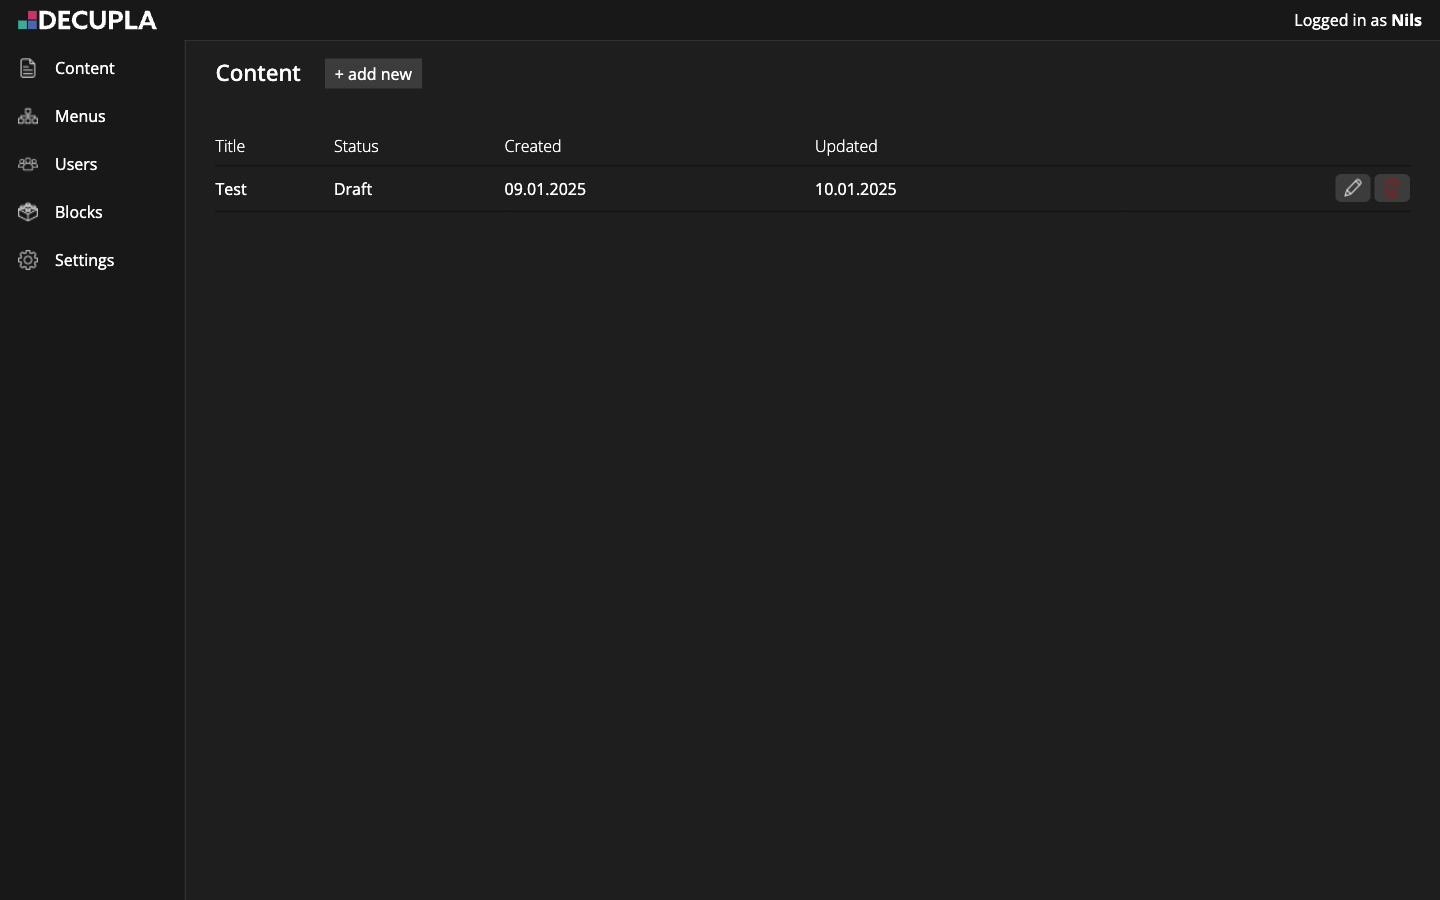 DECUPLA
Logged in as Nils
Content
Menus
Users
Blocks
Settings
Content
+ add new
Title Status Created Updated
Test Draft 09.01.2025 10.01.2025